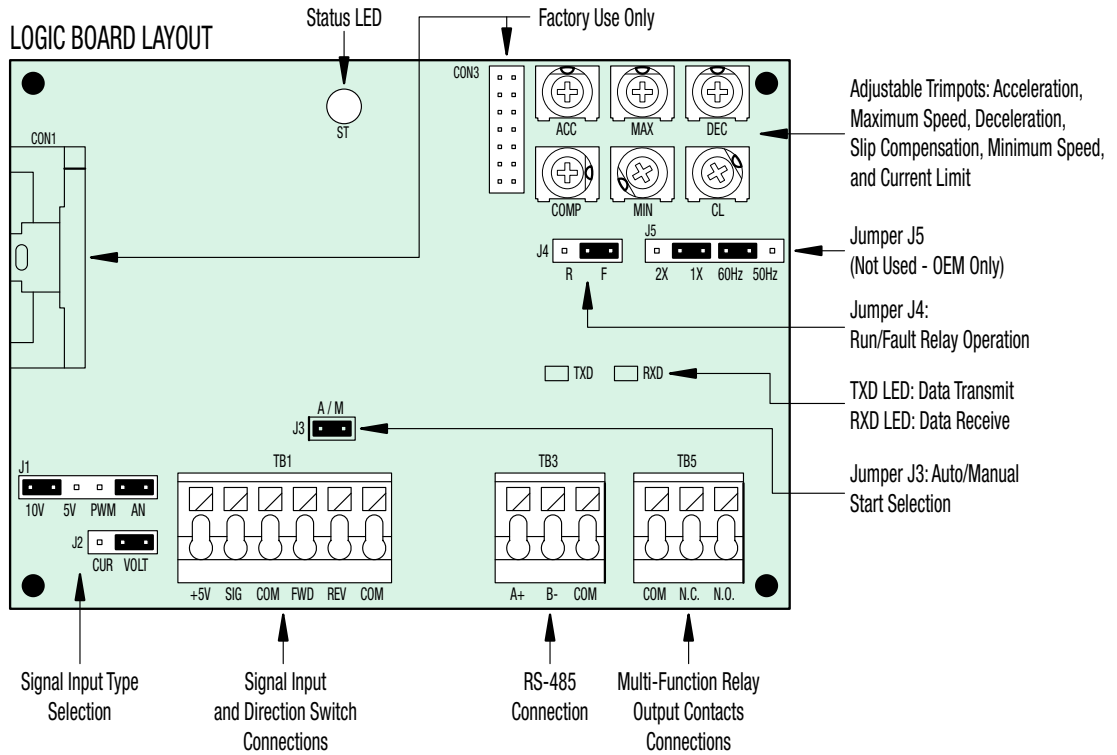 Status LED
Factory Use Only
LOGIC BOARD LAYOUT
CON3
ST
ACC MAX DEC
CON1
COMP MIN CL
Adjustable Trimpots: Acceleration,
Maximum Speed, Deceleration,
Slip Compensation, Minimum Speed,
and Current Limit
J4
R F
J5
2X 1X 60Hz 50Hz
Jumper J5
(Not Used - OEM Only)
Jumper J4:
Run/Fault Relay Operation
TXD RXD
TXD LED: Data Transmit
RXD LED: Data Receive
A / M
J3
Jumper J3: Auto/Manual
Start Selection
J1
10V 5V PWM AN
J2
CUR VOLT
TB1
+5V SIG COM FWD REV COM
TB3
A+ B- COM
TB5
COM N.C. N.O.
Signal Input Type
Selection
Signal Input
and Direction Switch
Connections
RS-485
Connection
Multi-Function Relay
Output Contacts
Connections